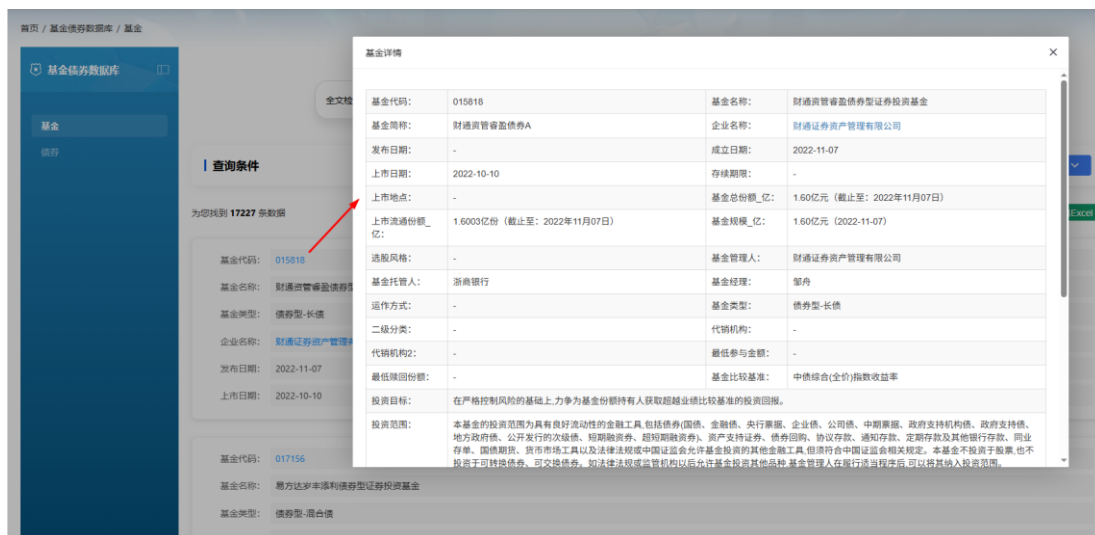 首页 / 基金债券数据库 / 基金
基金债券数据库
基金
债券
全文检
查询条件
为您找到 17227 条数据
Excel
基金代码： 015818
基金名称： 财通资管睿盈债券型
基金类型： 债券型-长债
企业名称： 财通证券资产管理有
发布日期： 2022-11-07
上市日期： 2022-10-10
基金代码： 017156
基金名称： 易方达岁丰添利债券型证券投资基金
基金类型： 债券型-混合债
基金详情
基金代码： 015818 基金名称： 财通资管睿盈债券型证券投资基金
基金简称： 财通资管睿盈债券A 企业名称： 财通证券资产管理有限公司
发布日期： - 成立日期： 2022-11-07
上市日期： 2022-10-10 存续期限： -
上市地点： - 基金总份额_亿： 1.60亿元（截止至：2022年11月07日）
上市流通份额_亿： 1.6003亿份（截止至：2022年11月07日） 基金规模_亿： 1.60亿元（2022-11-07）
选股风格： - 基金管理人： 财通证券资产管理有限公司
基金托管人： 浙商银行 基金经理： 邹舟
运作方式： - 基金类型： 债券型-长债
二级分类： - 代销机构： -
代销机构2： - 最低参与金额： -
最低赎回份额： - 基金比较基准： 中债综合(全价)指数收益率
投资目标： 在严格控制风险的基础上,力争为基金份额持有人获取超越业绩比较基准的投资回报。
投资范围： 本基金的投资范围为具有良好流动性的金融工具,包括债券(国债、金融债、央行票据、企业债、公司债、中期票据、政府支持机构债、政府支持债、
地方政府债、公开发行的次级债、短期融资券、超短期融资券)、资产支持证券、债券回购、协议存款、通知存款、定期存款及其他银行存款、同业
存单、国债期货、货币市场工具以及法律法规或中国证监会允许基金投资的其他金融工具,但须符合中国证监会相关规定。本基金不投资于股票,也不
投资于可转换债券、可交换债券。如法律法规或监管机构以后允许基金投资其他品种,基金管理人在履行适当程序后,可以将其纳入投资范围。